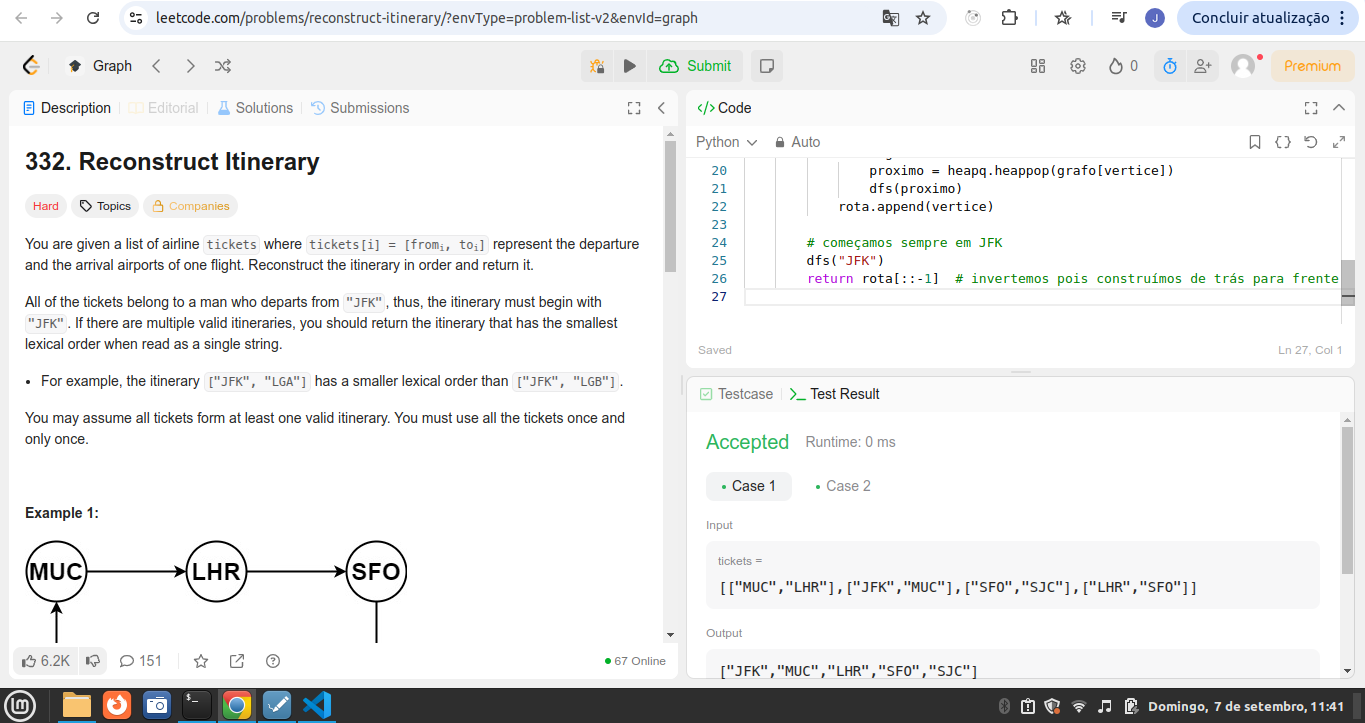 leetcode.com/problems/reconstruct-itinerary/?envType=problem-list-v2&envId=graph
J
Concluir atualização
Graph
Submit
0
Premium
Description
Editorial
Solutions
Submissions
332. Reconstruct Itinerary
Hard
Topics
Companies
You are given a list of airline tickets where tickets[i] = [fromi, toi] represent the departure
and the arrival airports of one flight. Reconstruct the itinerary in order and return it.
All of the tickets belong to a man who departs from "JFK", thus, the itinerary must begin with
"JFK". If there are multiple valid itineraries, you should return the itinerary that has the smallest
lexical order when read as a single string.
• For example, the itinerary ["JFK", "LGA"] has a smaller lexical order than ["JFK", "LGB"].
You may assume all tickets form at least one valid itinerary. You must use all the tickets once and
only once.
Example 1:
MUC
LHR
SFO
6.2K
151
67 Online
Code
Python
Auto
20 proximo = heapq.heappop(grafo[vertice])
21 dfs(proximo)
22 rota.append(vertice)
23
24 # começamos sempre em JFK
25 dfs("JFK")
26 return rota[::-1]  # invertemos pois construímos de trás para frente
27
Saved
Ln 27, Col 1
Testcase
Test Result
Accepted
Runtime: 0 ms
• Case 1
• Case 2
Input
tickets =
[["MUC","LHR"],["JFK","MUC"],["SFO","SJC"],["LHR","SFO"]]
Output
["JFK","MUC","LHR","SFO","SJC"]
Domingo, 7 de setembro, 11:41